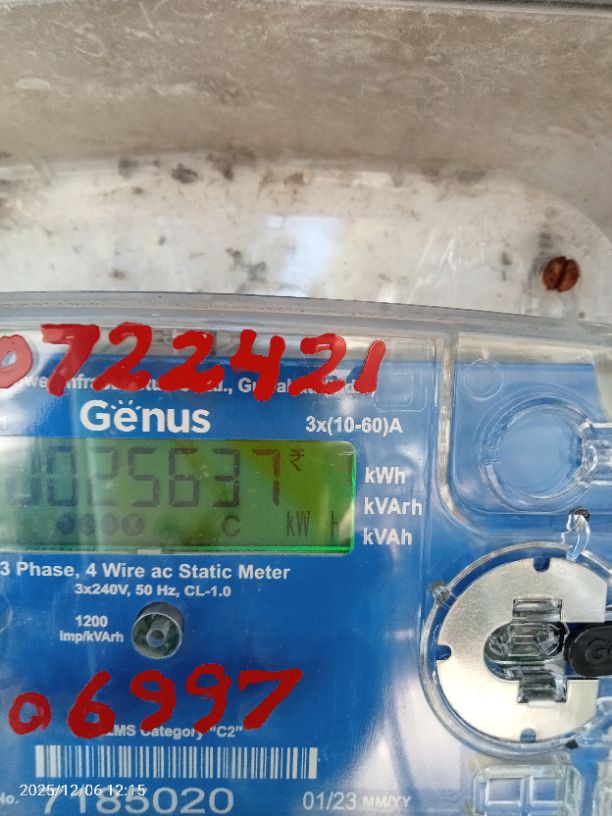 0722421
Genus
3x(10-60)A
025637
kWh
kVArh
kVAh
C kW H
3 Phase, 4 Wire ac Static Meter
3x240V, 50 Hz, CL-1.0
1200
imp/kVArh
06997
Category "C2"
2025/12/06 12:15
No. 7185020 01/23 MM/YY